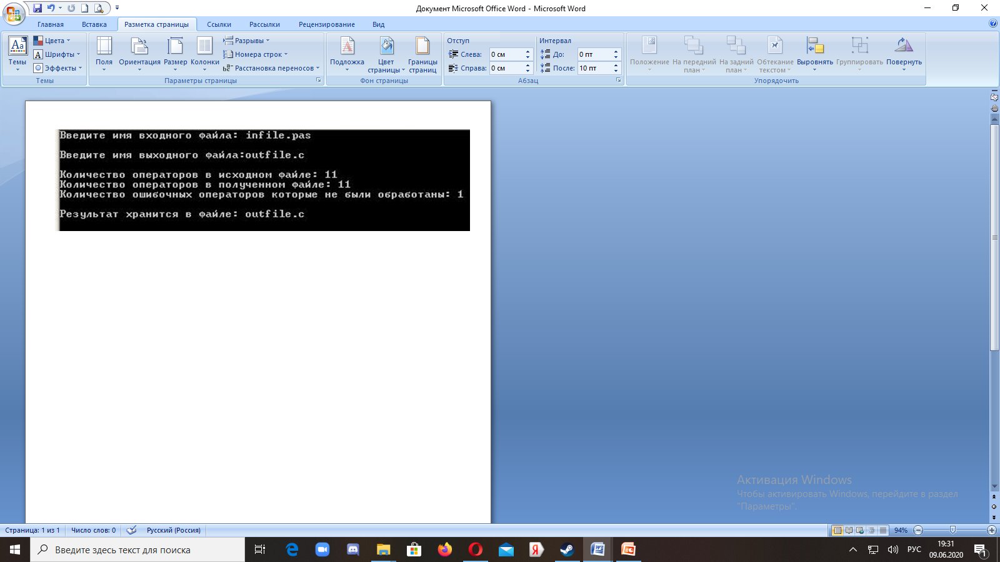 Документ Microsoft Office Word - Microsoft Word
Главная Вставка Разметка страницы Ссылки Рассылки Рецензирование Вид
Темы
Цвета
Шрифты
Эффекты
Темы
Поля
Ориентация
Размер
Колонки
Разрывы
Номера строк
Расстановка переносов
Параметры страницы
Подложка
Цвет
страницы
Границы
страниц
Фон страницы
Отступ
Слева: 0 см
Справа: 0 см
Интервал
До: 0 пт
После: 10 пт
Абзац
Положение
На передний
план
На задний
план
Обтекание
текстом
Выровнять
Группировать
Повернуть
Упорядочить
Введите имя входного файла: infile.pas
Введите имя выходного файла:outfile.c
Количество операторов в исходном файле: 11
Количество операторов в полученном файле: 11
Количество ошибочных операторов которые не были обработаны: 1
Результат хранится в файле: outfile.c
Активация Windows
Чтобы активировать Windows, перейдите в раздел
"Параметры".
Страница: 1 из 1 Число слов: 0 Русский (Россия) 94%
Введите здесь текст для поиска
РУС
19:31
09.06.2020
1